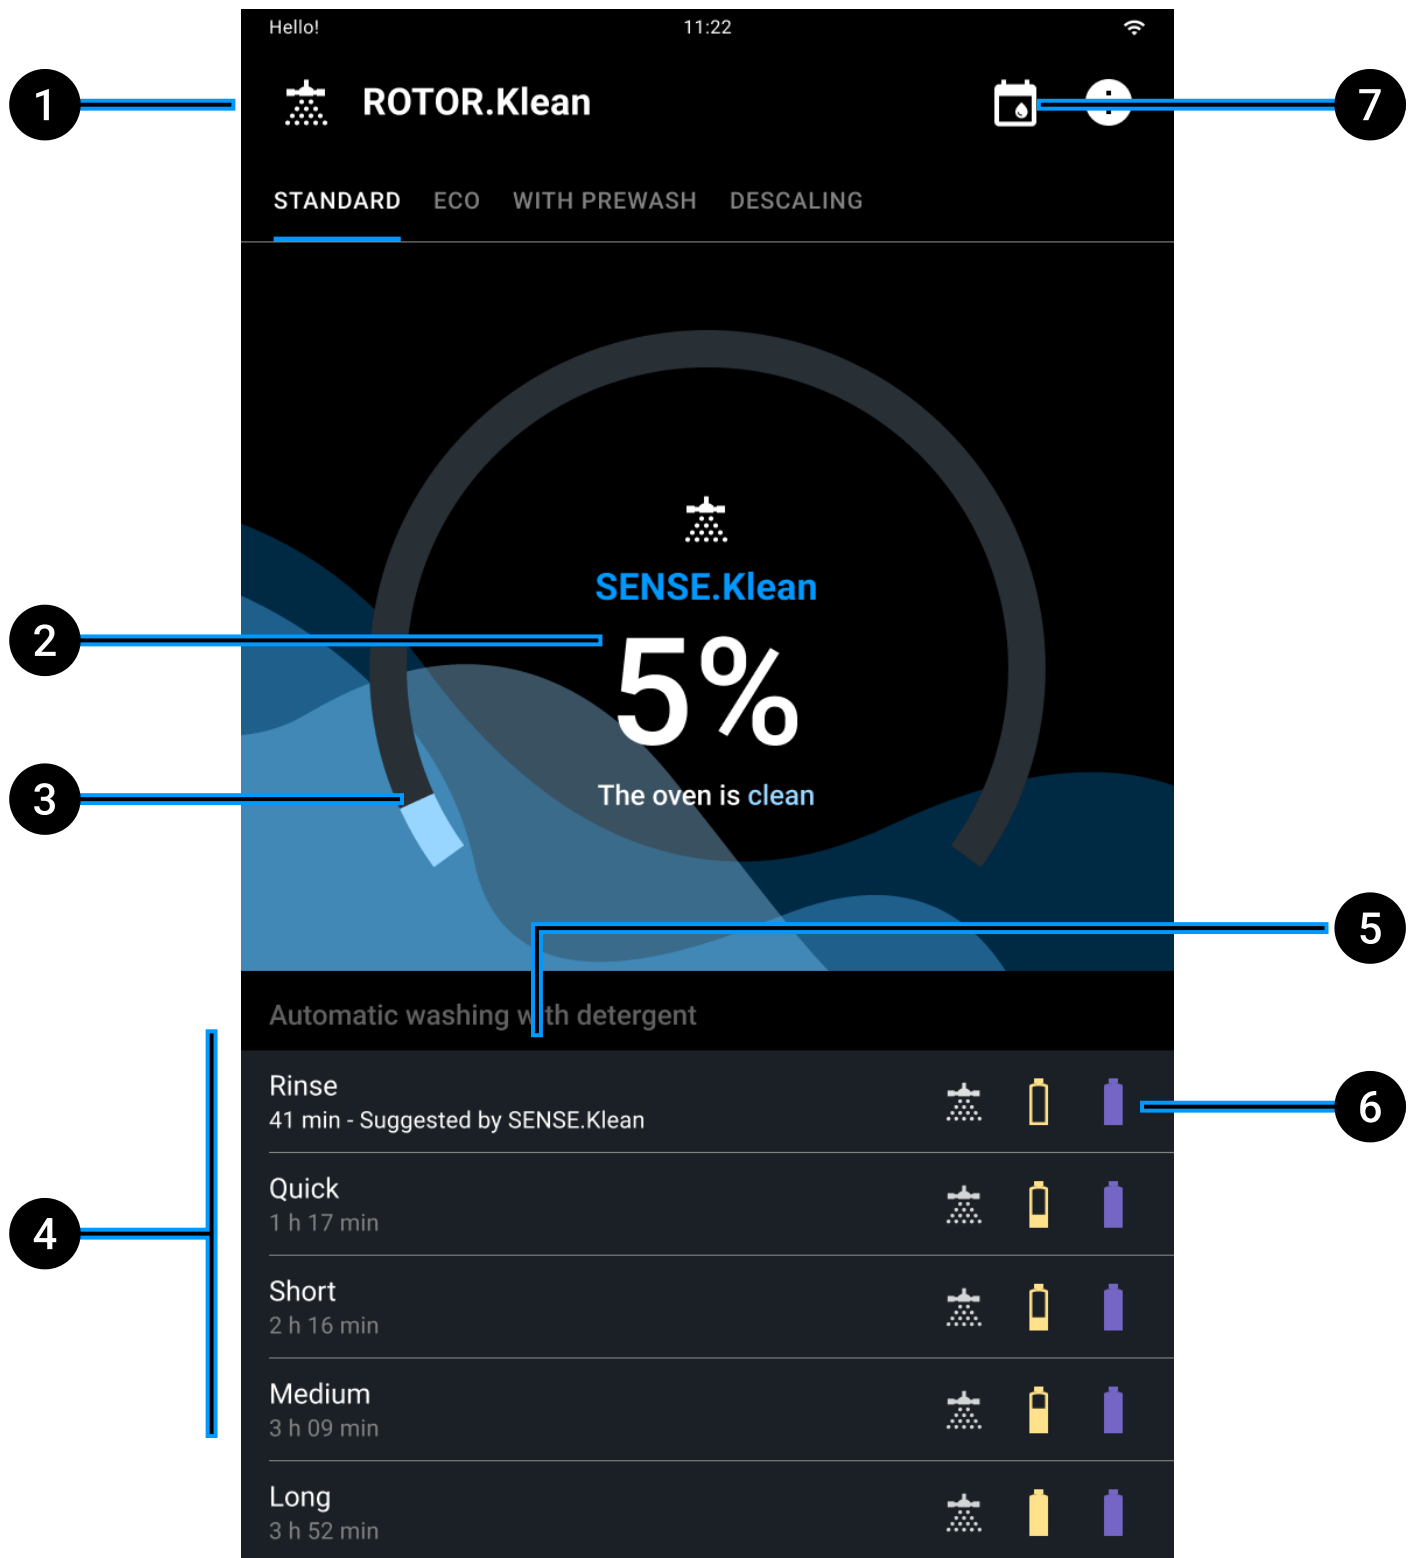 Hello!
11:22
1
ROTOR.Klean
7
STANDARD ECO WITH PREWASH DESCALING
SENSE.Klean
2
5%
The oven is clean
3
5
Automatic washing with detergent
Rinse
41 min - Suggested by SENSE.Klean
6
Quick
1 h 17 min
4
Short
2 h 16 min
Medium
3 h 09 min
Long
3 h 52 min